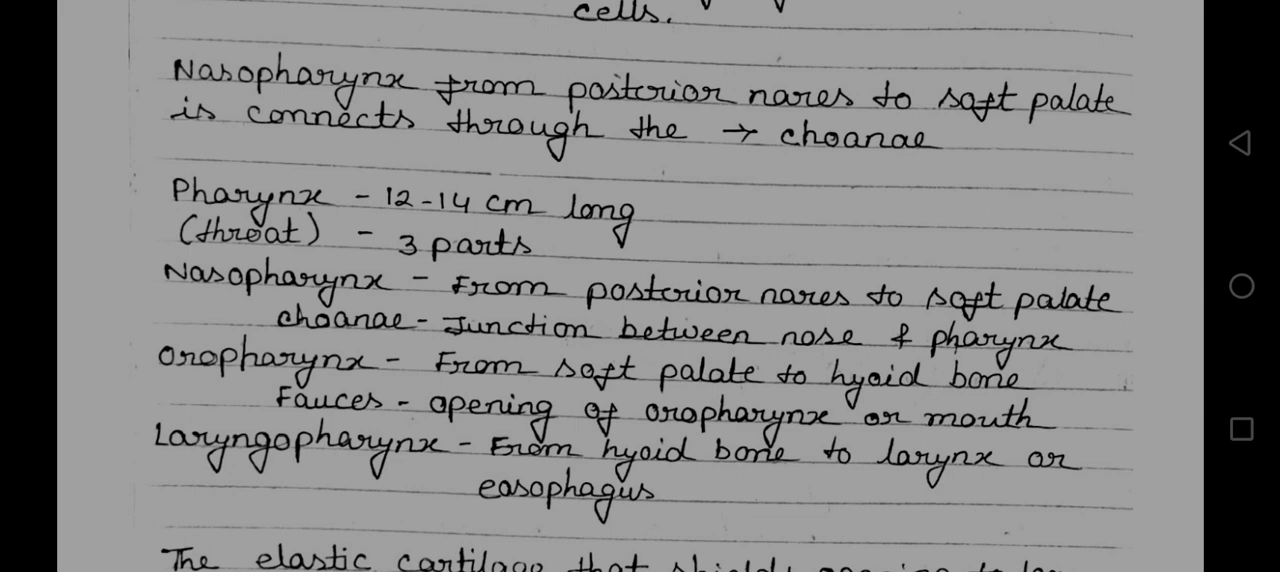 cells.
Nasopharynx from postcrior nares to soft palate
is connects through the → choanae
Pharynx - 12-14 cm long
(throat) - 3 parts
Nasopharynx - From postcrior nares to soft palate
choanae - Junction between nose & pharynx
oropharynx - From soft palate to hyoid bone
Fauces - opening of oropharynx or mouth
Laryngopharynx - From hyoid bone to larynx or
easophagus
The elastic cartilage that